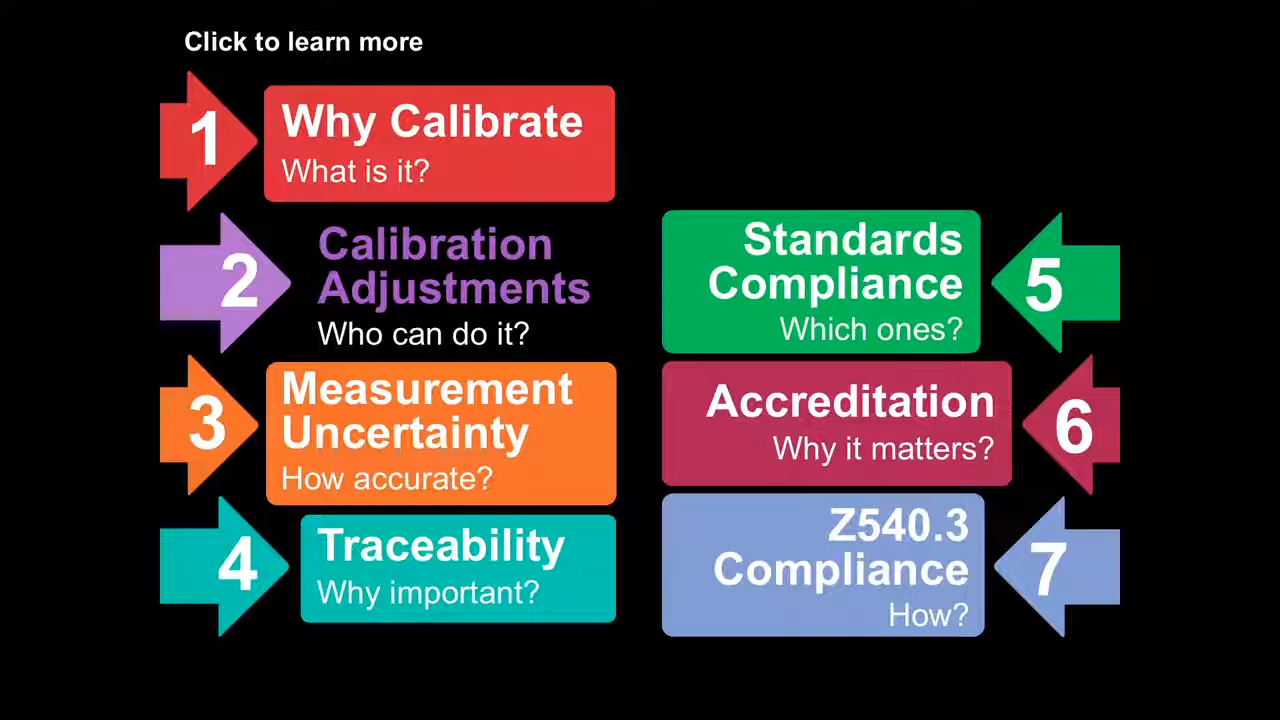 Click to learn more
1
Why Calibrate
What is it?
2
Calibration
Adjustments
Who can do it?
3
Measurement
Uncertainty
How accurate?
4
Traceability
Why important?
Standards
Compliance
Which ones?
5
Accreditation
Why it matters?
6
Z540.3
Compliance
How?
7